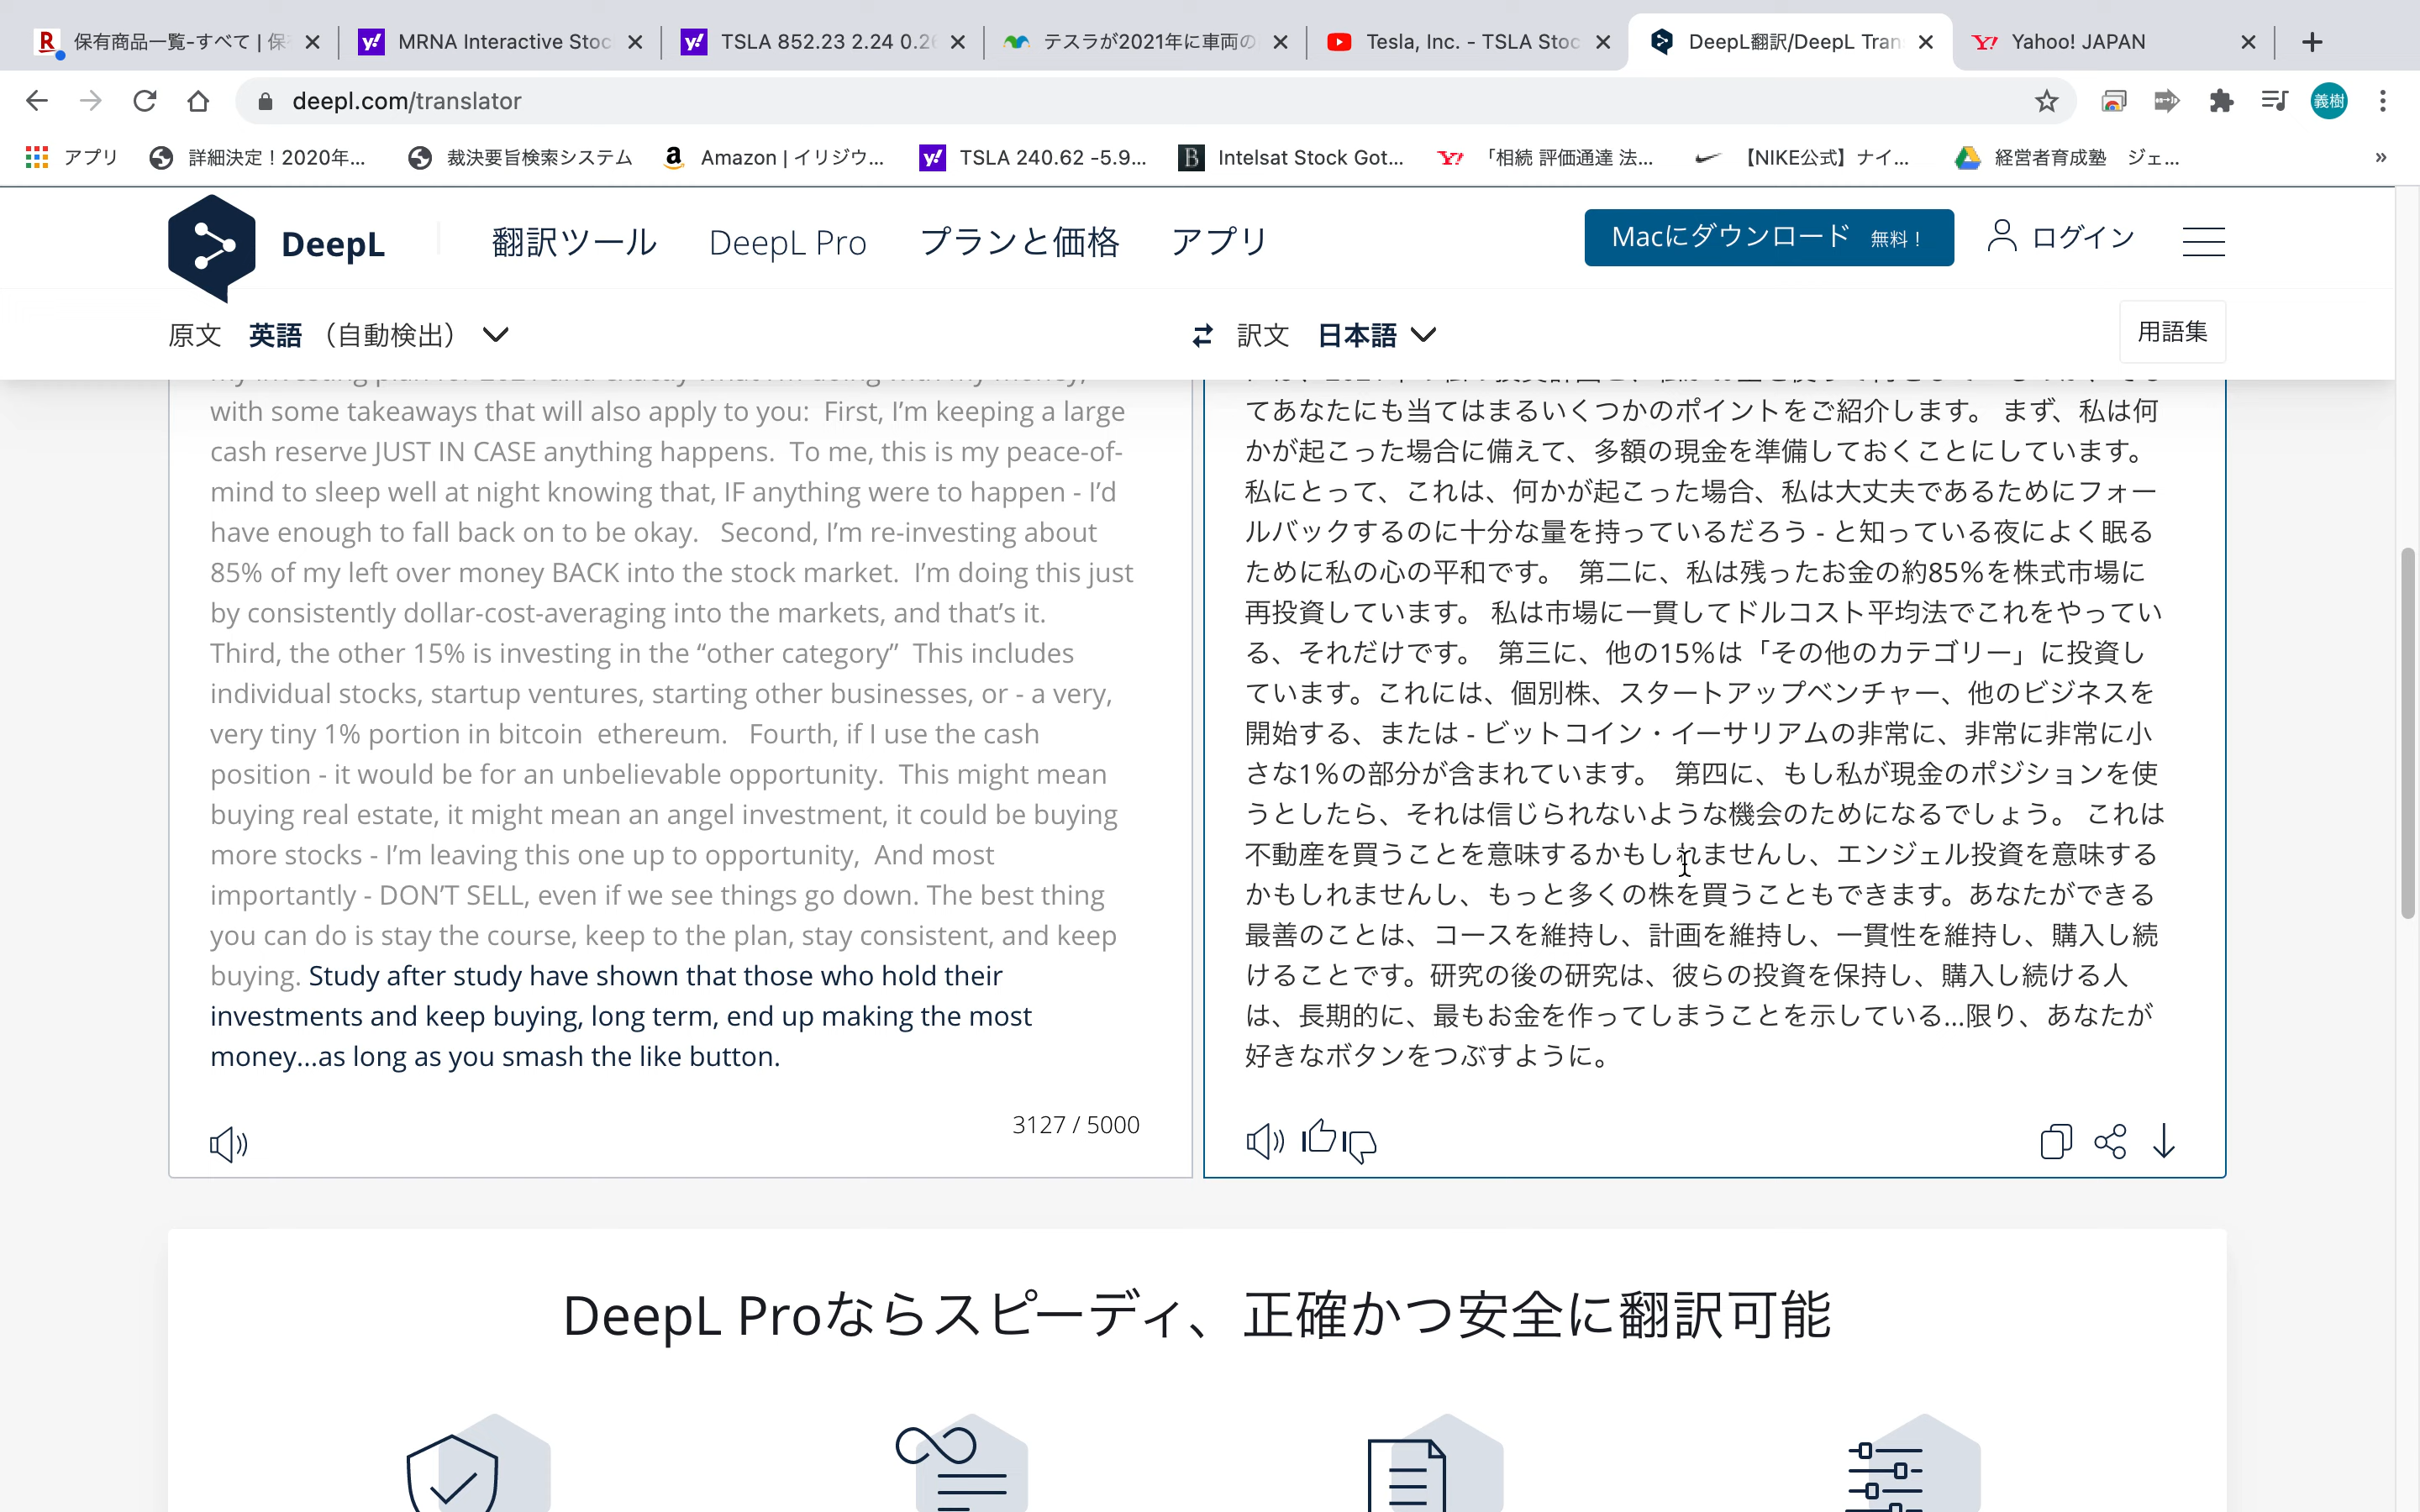 保有商品一覧-すべて | 保
MRNA Interactive Stoc
TSLA 852.23 2.24 0.26
テスラが2021年に車両の
Tesla, Inc. - TSLA Stoc
DeepL翻訳/DeepL Tran
Yahoo! JAPAN
deepl.com/translator
義樹
アプリ
詳細決定！2020年...
裁決要旨検索システム
Amazon | イリジウ...
TSLA 240.62 -5.9...
Intelsat Stock Got...
「相続 評価通達 法...
【NIKE公式】ナイ...
経営者育成塾 ジェ...
»
DeepL
翻訳ツール
DeepL Pro
プランと価格
アプリ
Macにダウンロード 無料！
ログイン
原文 英語 （自動検出）
訳文 日本語
用語集
my investing plan for 2021 and exactly what I'm doing with my money,
with some takeaways that will also apply to you: First, I'm keeping a large
cash reserve JUST IN CASE anything happens. To me, this is my peace-of-
mind to sleep well at night knowing that, IF anything were to happen - I'd
have enough to fall back on to be okay. Second, I'm re-investing about
85% of my left over money BACK into the stock market. I'm doing this just
by consistently dollar-cost-averaging into the markets, and that's it.
Third, the other 15% is investing in the “other category” This includes
individual stocks, startup ventures, starting other businesses, or - a very,
very tiny 1% portion in bitcoin ethereum. Fourth, if I use the cash
position - it would be for an unbelievable opportunity. This might mean
buying real estate, it might mean an angel investment, it could be buying
more stocks - I'm leaving this one up to opportunity, And most
importantly - DON'T SELL, even if we see things go down. The best thing
you can do is stay the course, keep to the plan, stay consistent, and keep
buying. Study after study have shown that those who hold their
investments and keep buying, long term, end up making the most
money...as long as you smash the like button.
3127 / 5000
てあなたにも当てはまるいくつかのポイントをご紹介します。 まず、私は何
かが起こった場合に備えて、多額の現金を準備しておくことにしています。
私にとって、これは、何かが起こった場合、私は大丈夫であるためにフォー
ルバックするのに十分な量を持っているだろう - と知っている夜によく眠る
ために私の心の平和です。 第二に、私は残ったお金の約85％を株式市場に
再投資しています。 私は市場に一貫してドルコスト平均法でこれをやってい
る、それだけです。 第三に、他の15％は「その他のカテゴリー」に投資し
ています。これには、個別株、スタートアップベンチャー、他のビジネスを
開始する、または - ビットコイン・イーサリアムの非常に、非常に非常に小
さな1％の部分が含まれています。 第四に、もし私が現金のポジションを使
うとしたら、それは信じられないような機会のためになるでしょう。 これは
不動産を買うことを意味するかもしれませんし、エンジェル投資を意味する
かもしれませんし、もっと多くの株を買うこともできます。あなたができる
最善のことは、コースを維持し、計画を維持し、一貫性を維持し、購入し続
けることです。研究の後の研究は、彼らの投資を保持し、購入し続ける人
は、長期的に、最もお金を作ってしまうことを示している...限り、あなたが
好きなボタンをつぶすように。
DeepL Proならスピーディ、正確かつ安全に翻訳可能